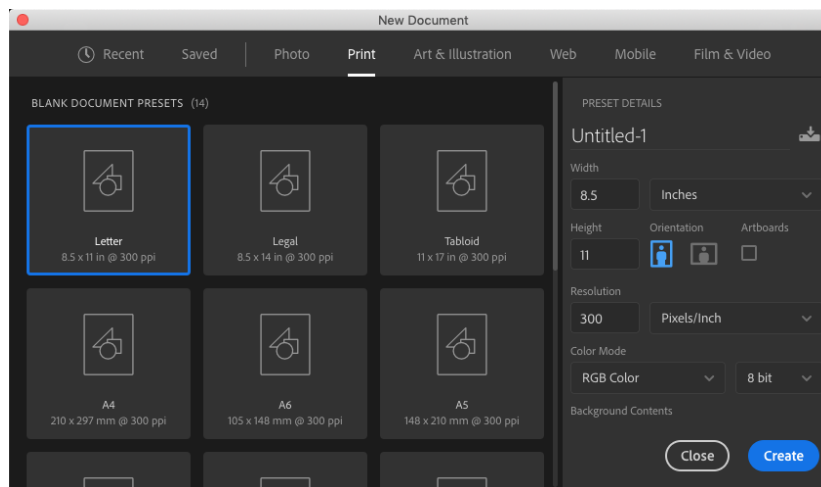 New Document
Recent Saved Photo Print Art & Illustration Web Mobile Film & Video
BLANK DOCUMENT PRESETS (14)
Letter
8.5 x 11 in @ 300 ppi
Legal
8.5 x 14 in @ 300 ppi
Tabloid
11 x 17 in @ 300 ppi
A4
210 x 297 mm @ 300 ppi
A6
105 x 148 mm @ 300 ppi
A5
148 x 210 mm @ 300 ppi
PRESET DETAILS
Untitled-1
Width
8.5 Inches
Height Orientation Artboards
11
Resolution
300 Pixels/Inch
Color Mode
RGB Color 8 bit
Background Contents
Close Create